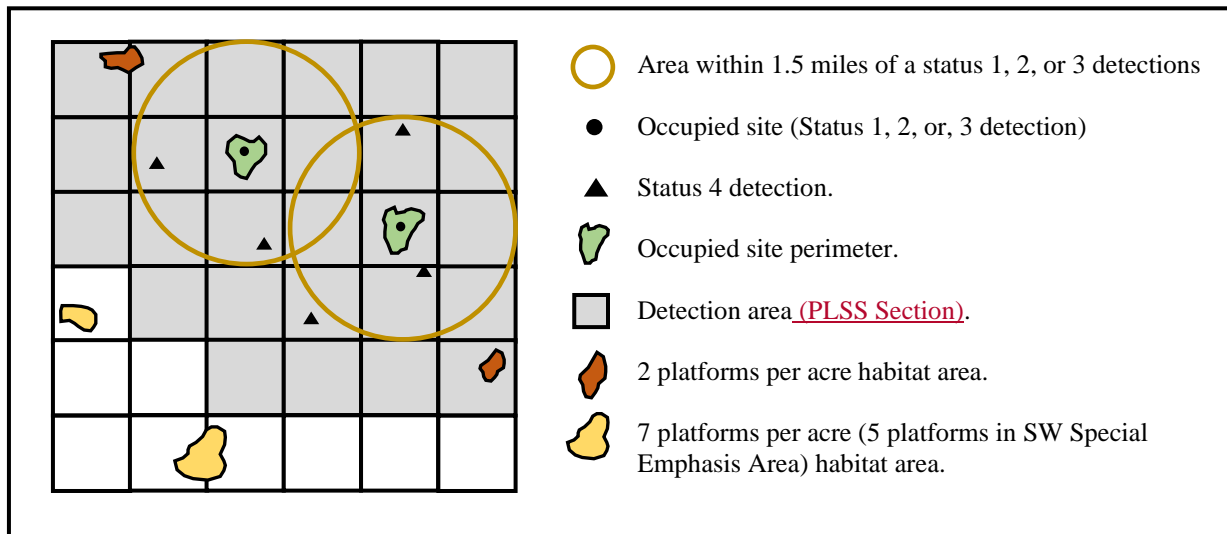 Area within 1.5 miles of a status 1, 2, or 3 detections
Occupied site (Status 1, 2, or, 3 detection)
Status 4 detection.
Occupied site perimeter.
Detection area (PLSS Section).
2 platforms per acre habitat area.
7 platforms per acre (5 platforms in SW Special
Emphasis Area) habitat area.